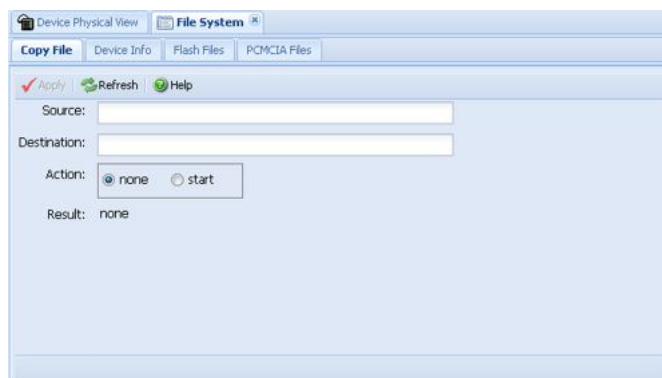 Device Physical View File System
Copy File Device Info Flash Files PCMCIA Files
Apply Refresh Help
Source:
Destination:
Action: none start
Result: none